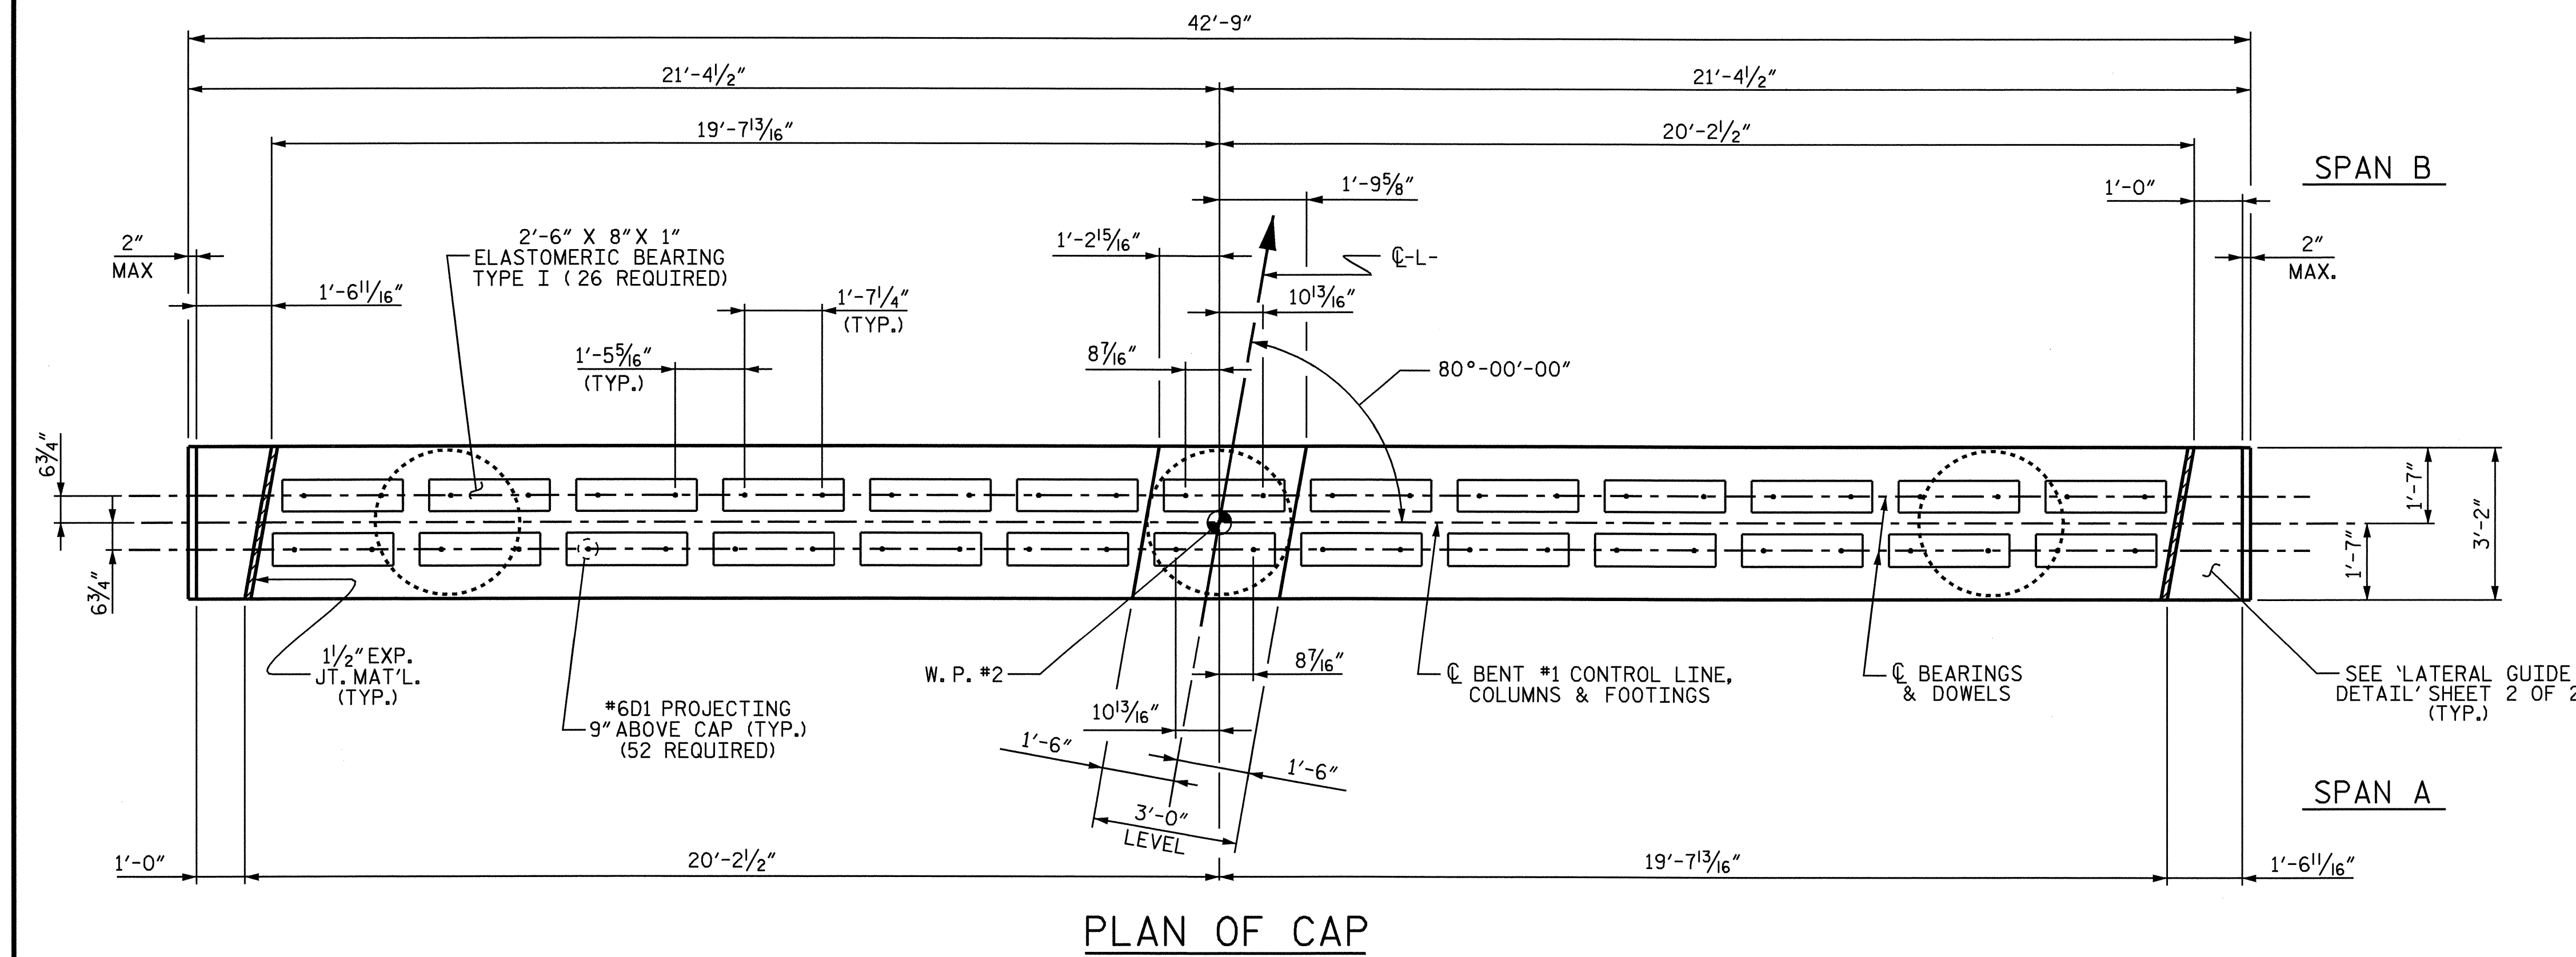 42'-9"
21'-4 1/2"
21'-4 1/2"
19'-7 13/16"
20'-2 1/2"
SPAN B
1'-9 5/8"
1'-0"
2"
MAX
2'-6" X 8" X 1"
ELASTOMERIC BEARING
TYPE I ( 26 REQUIRED)
1'-2 15/16"
℄-L-
2"
MAX.
1'-6 11/16"
1'-7 1/4"
(TYP.)
10 13/16"
1'-5 5/16"
(TYP.)
8 7/16"
80°-00'-00"
6 3/4"
6 3/4"
1'-7"
1'-7"
3'-2"
1 1/2" EXP.
JT. MAT'L.
(TYP.)
#6D1 PROJECTING
9" ABOVE CAP (TYP.)
(52 REQUIRED)
W.P. #2
8 7/16"
10 13/16"
℄ BENT #1 CONTROL LINE,
COLUMNS & FOOTINGS
℄ BEARINGS
& DOWELS
SEE 'LATERAL GUIDE
DETAIL' SHEET 2 OF 2
(TYP.)
1'-6"
1'-6"
3'-0"
LEVEL
SPAN A
1'-0"
20'-2 1/2"
19'-7 13/16"
1'-6 11/16"
PLAN OF CAP